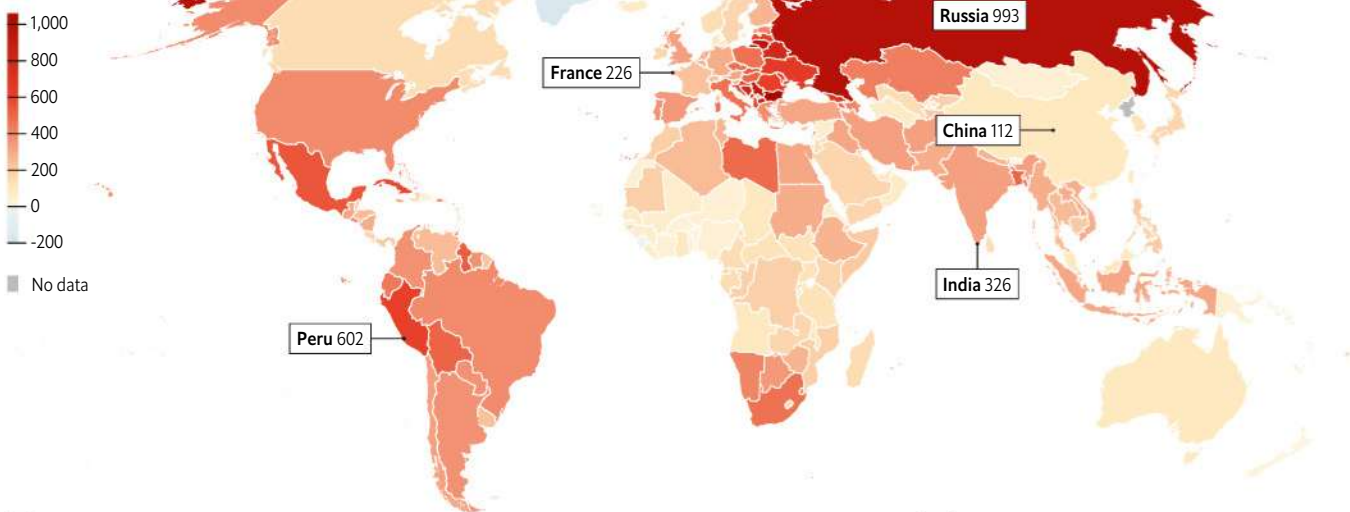 1,000
800
600
400
200
0
-200
No data
Russia 993
France 226
China 112
India 326
Peru 602